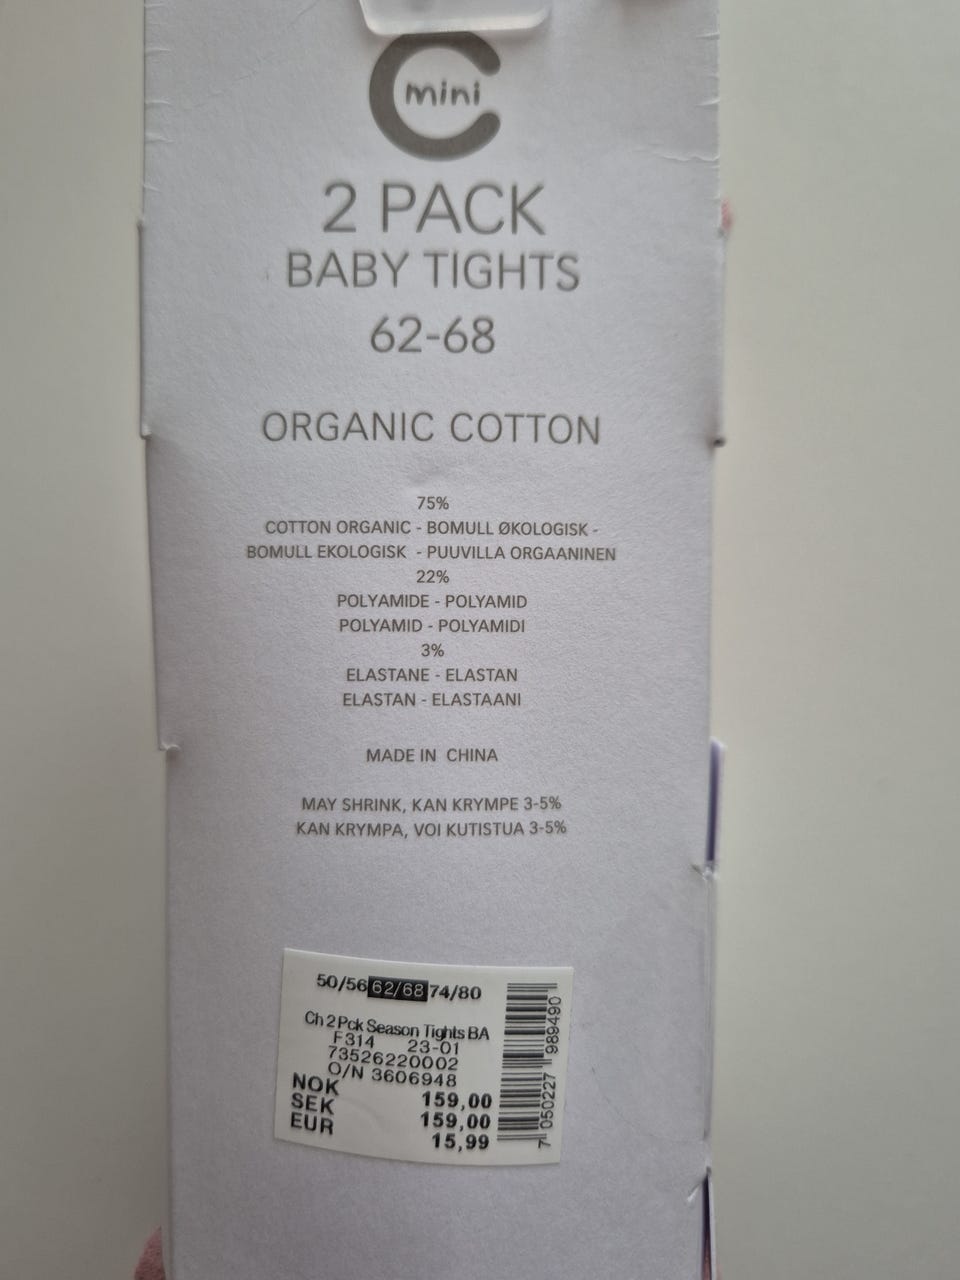 mini
2 PACK
BABY TIGHTS
62-68
ORGANIC COTTON
75%
COTTON ORGANIC - BOMULL ØKOLOGISK -
BOMULL EKOLOGISK - PUUVILLA ORGAANINEN
22%
POLYAMIDE - POLYAMID
POLYAMID - POLYAMIDI
3%
ELASTANE - ELASTAN
ELASTAN - ELASTAANI
MADE IN CHINA
MAY SHRINK, KAN KRYMPE 3-5%
KAN KRYMPA, VOI KUTISTUA 3-5%
50/56 62/68 74/80
Ch 2 Pck Season Tights BA
F314 23-01
73526220002
O/N 3606948
NOK 159,00
SEK 159,00
EUR 15,99
7 050227 989490